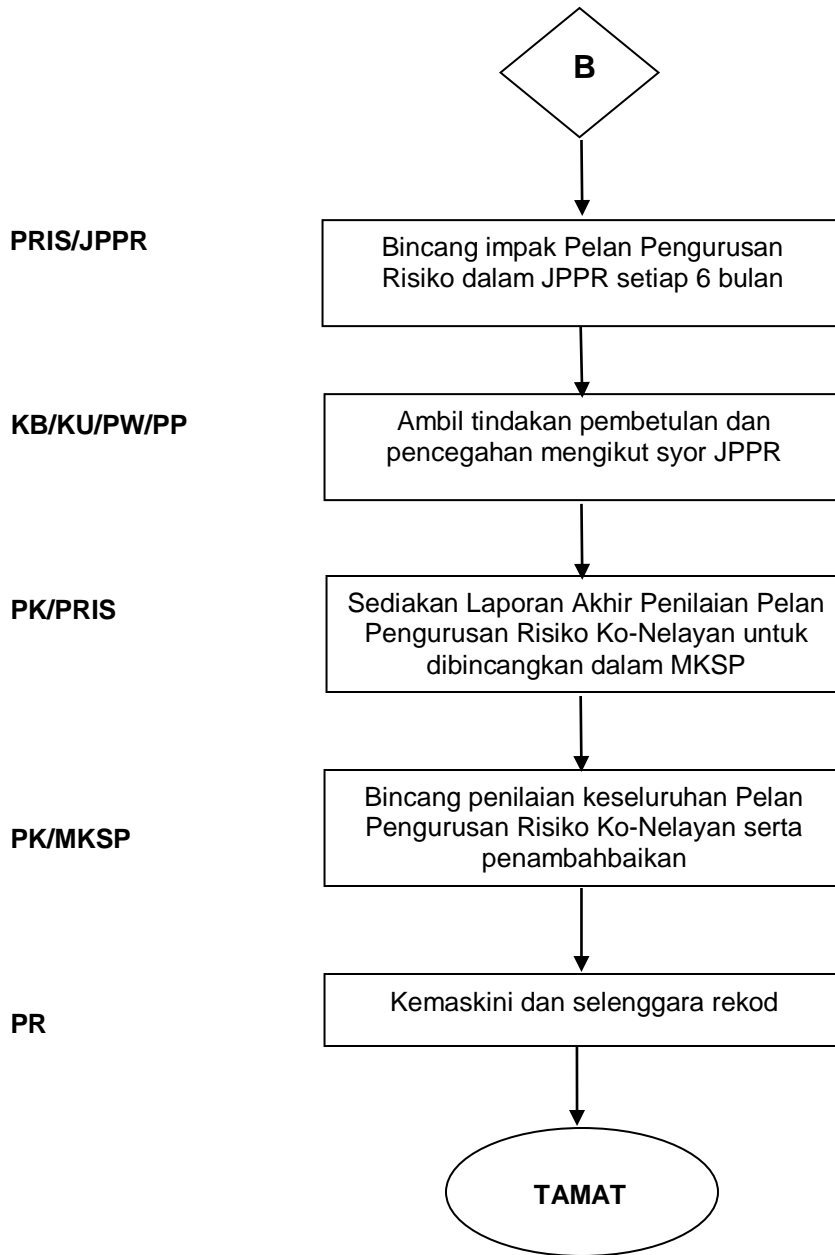 B
PRIS/JPPR
Bincang impak Pelan Pengurusan
Risiko dalam JPPR setiap 6 bulan
KB/KU/PW/PP
Ambil tindakan pembetulan dan
pencegahan mengikut syor JPPR
PK/PRIS
Sediakan Laporan Akhir Penilaian Pelan
Pengurusan Risiko Ko-Nelayan untuk
dibincangkan dalam MKSP
PK/MKSP
Bincang penilaian keseluruhan Pelan
Pengurusan Risiko Ko-Nelayan serta
penambahbaikan
PR
Kemaskini dan selenggara rekod
TAMAT